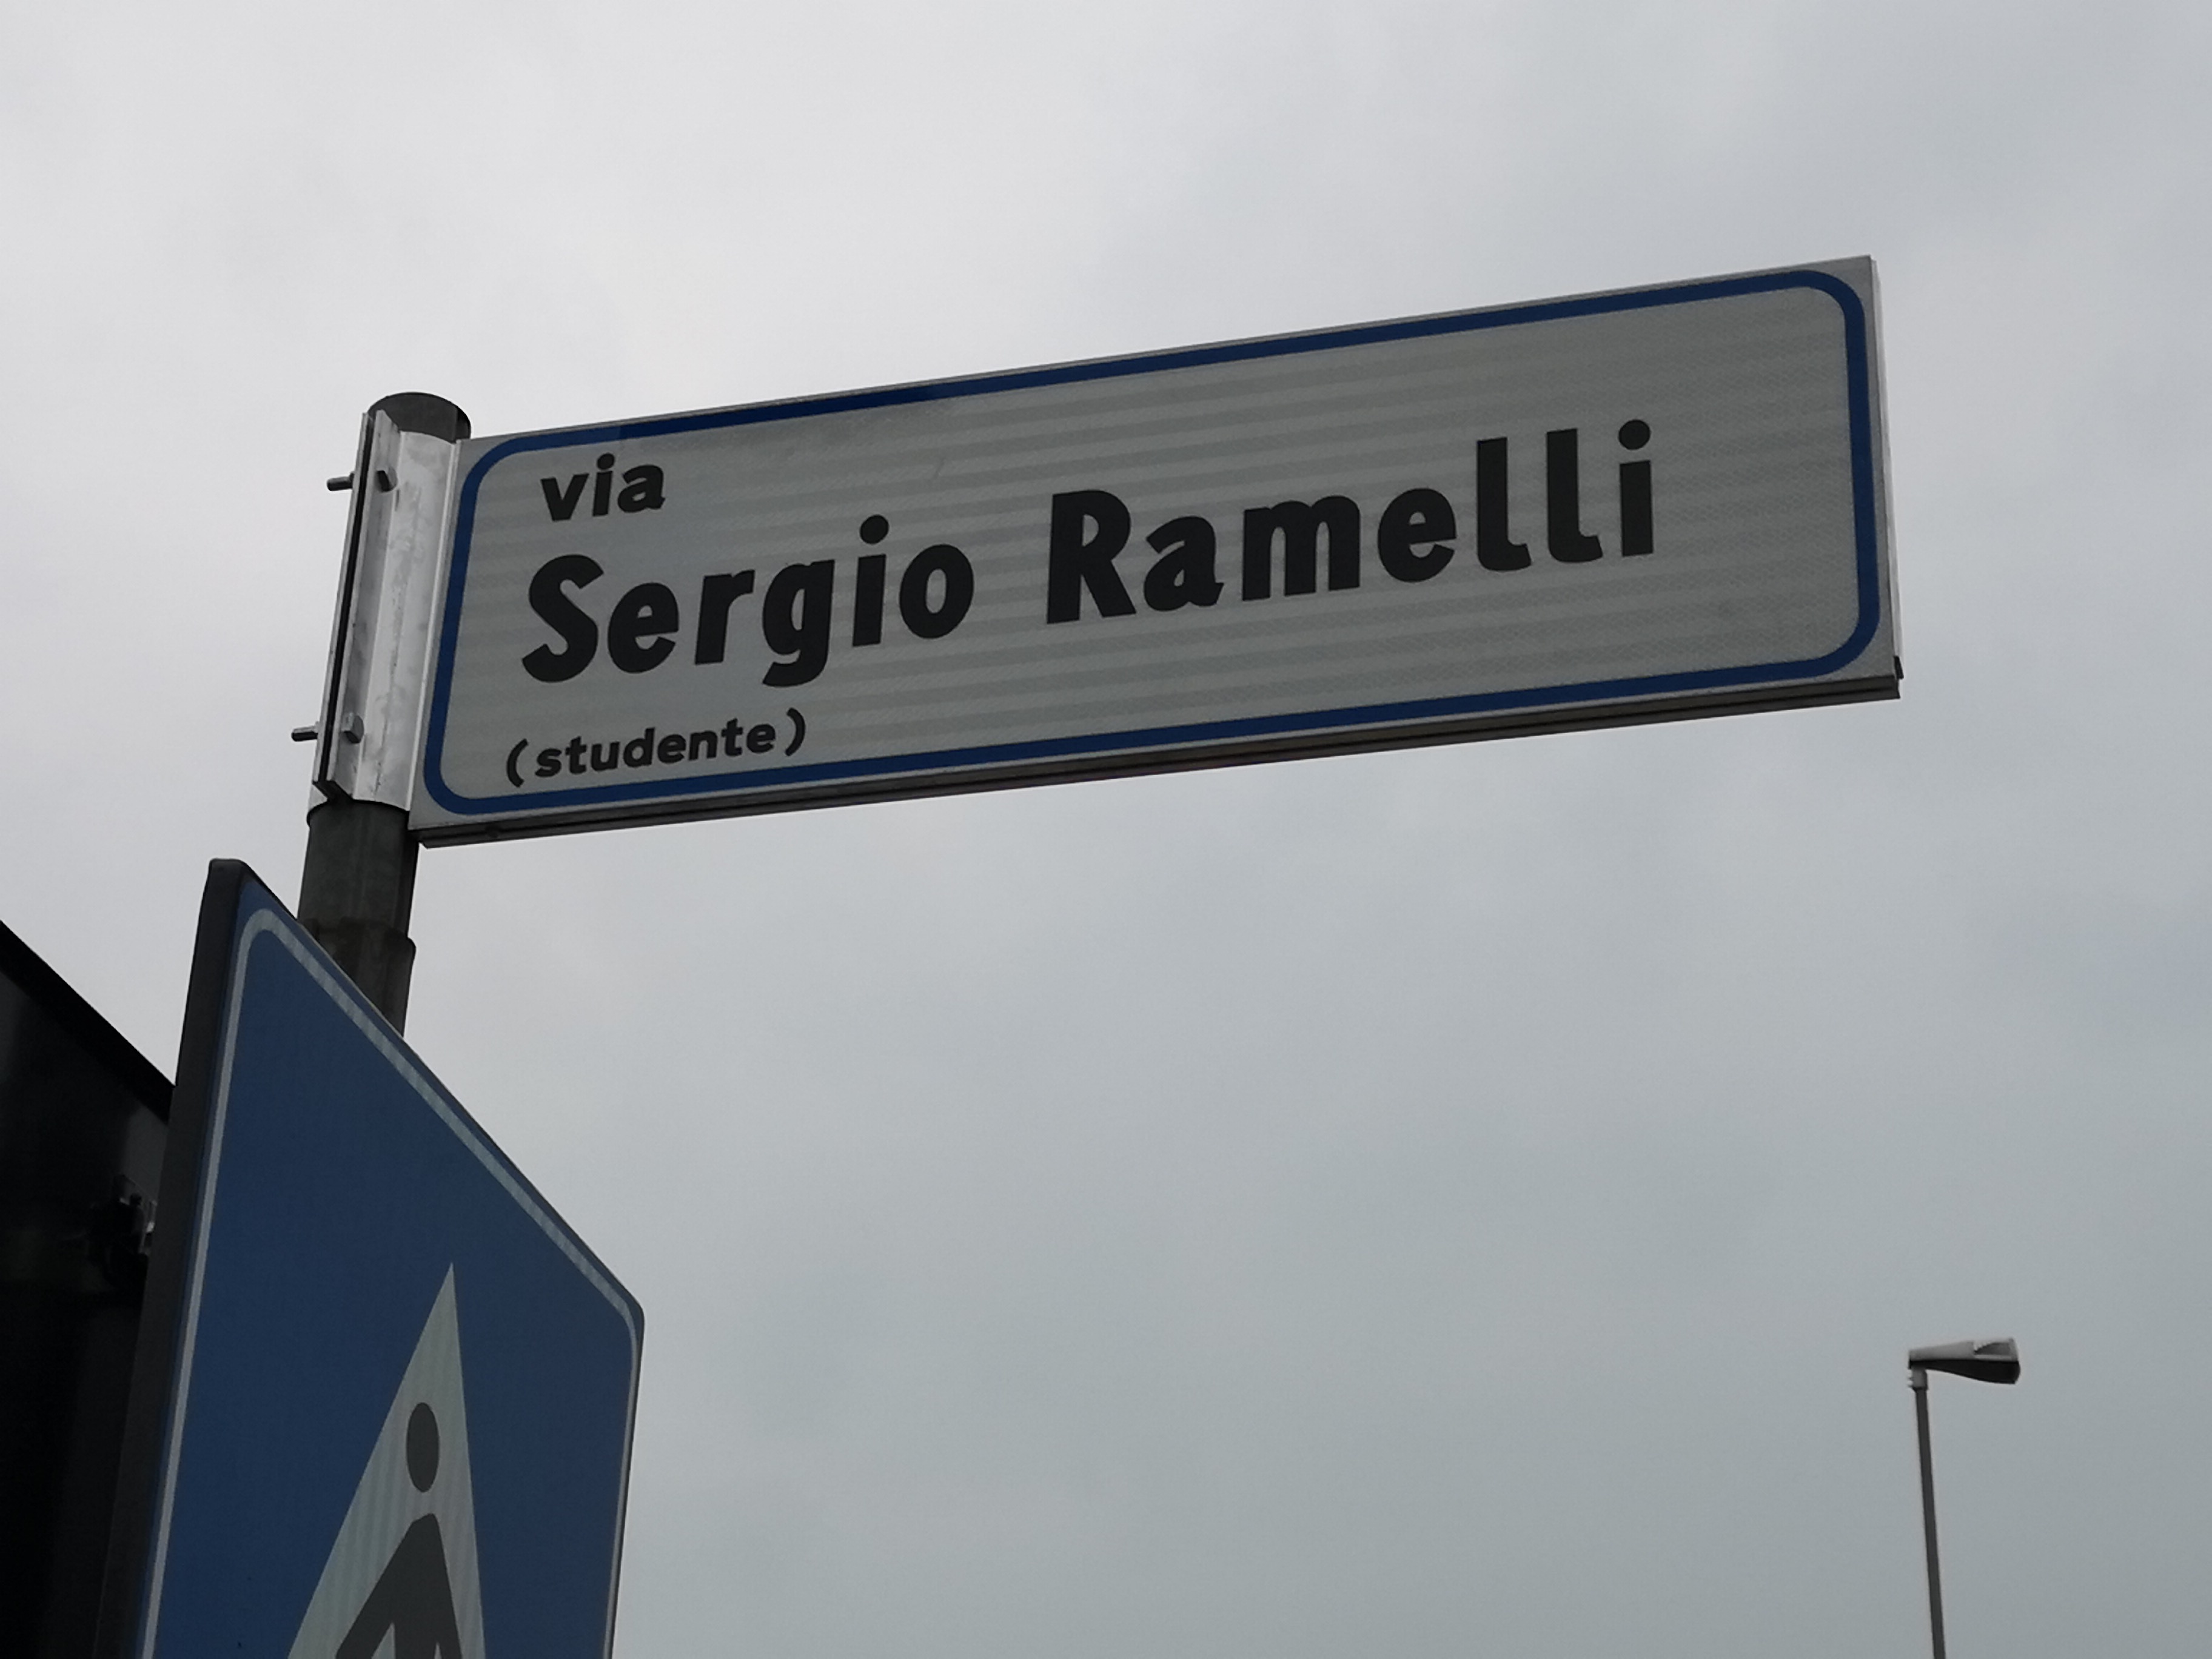 via
Sergio Ramelli
(studente)